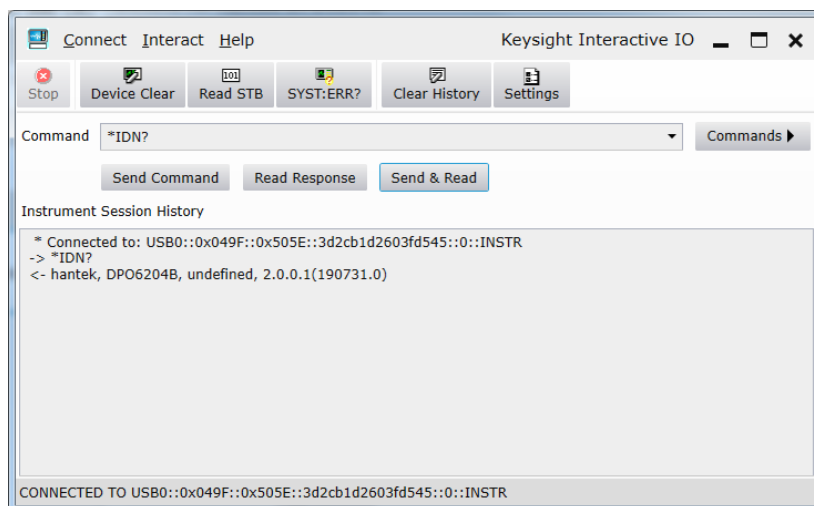 Connect Interact Help Keysight Interactive IO
Stop Device Clear 101 Read STB SYST:ERR? Clear History Settings
Command *IDN? Commands
Send Command Read Response Send & Read
Instrument Session History
* Connected to: USB0::0x049F::0x505E::3d2cb1d2603fd545::0::INSTR
-> *IDN?
<- hantek, DPO6204B, undefined, 2.0.0.1(190731.0)
CONNECTED TO USB0::0x049F::0x505E::3d2cb1d2603fd545::0::INSTR